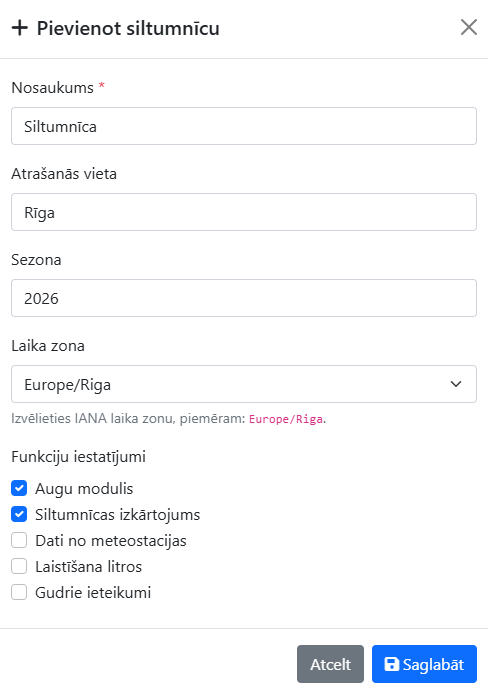 Pievienot siltumnīcu
Nosaukums *
Siltumnīca
Atrašanās vieta
Rīga
Sezona
2026
Laika zona
Europe/Riga
Izvēlieties IANA laika zonu, piemēram: Europe/Riga.
Funkciju iestatījumi
Augu modulis
Siltumnīcas izkārtojums
Dati no meteostacijas
Laistīšana litros
Gudrie ieteikumi
Atcelt
Saglabāt